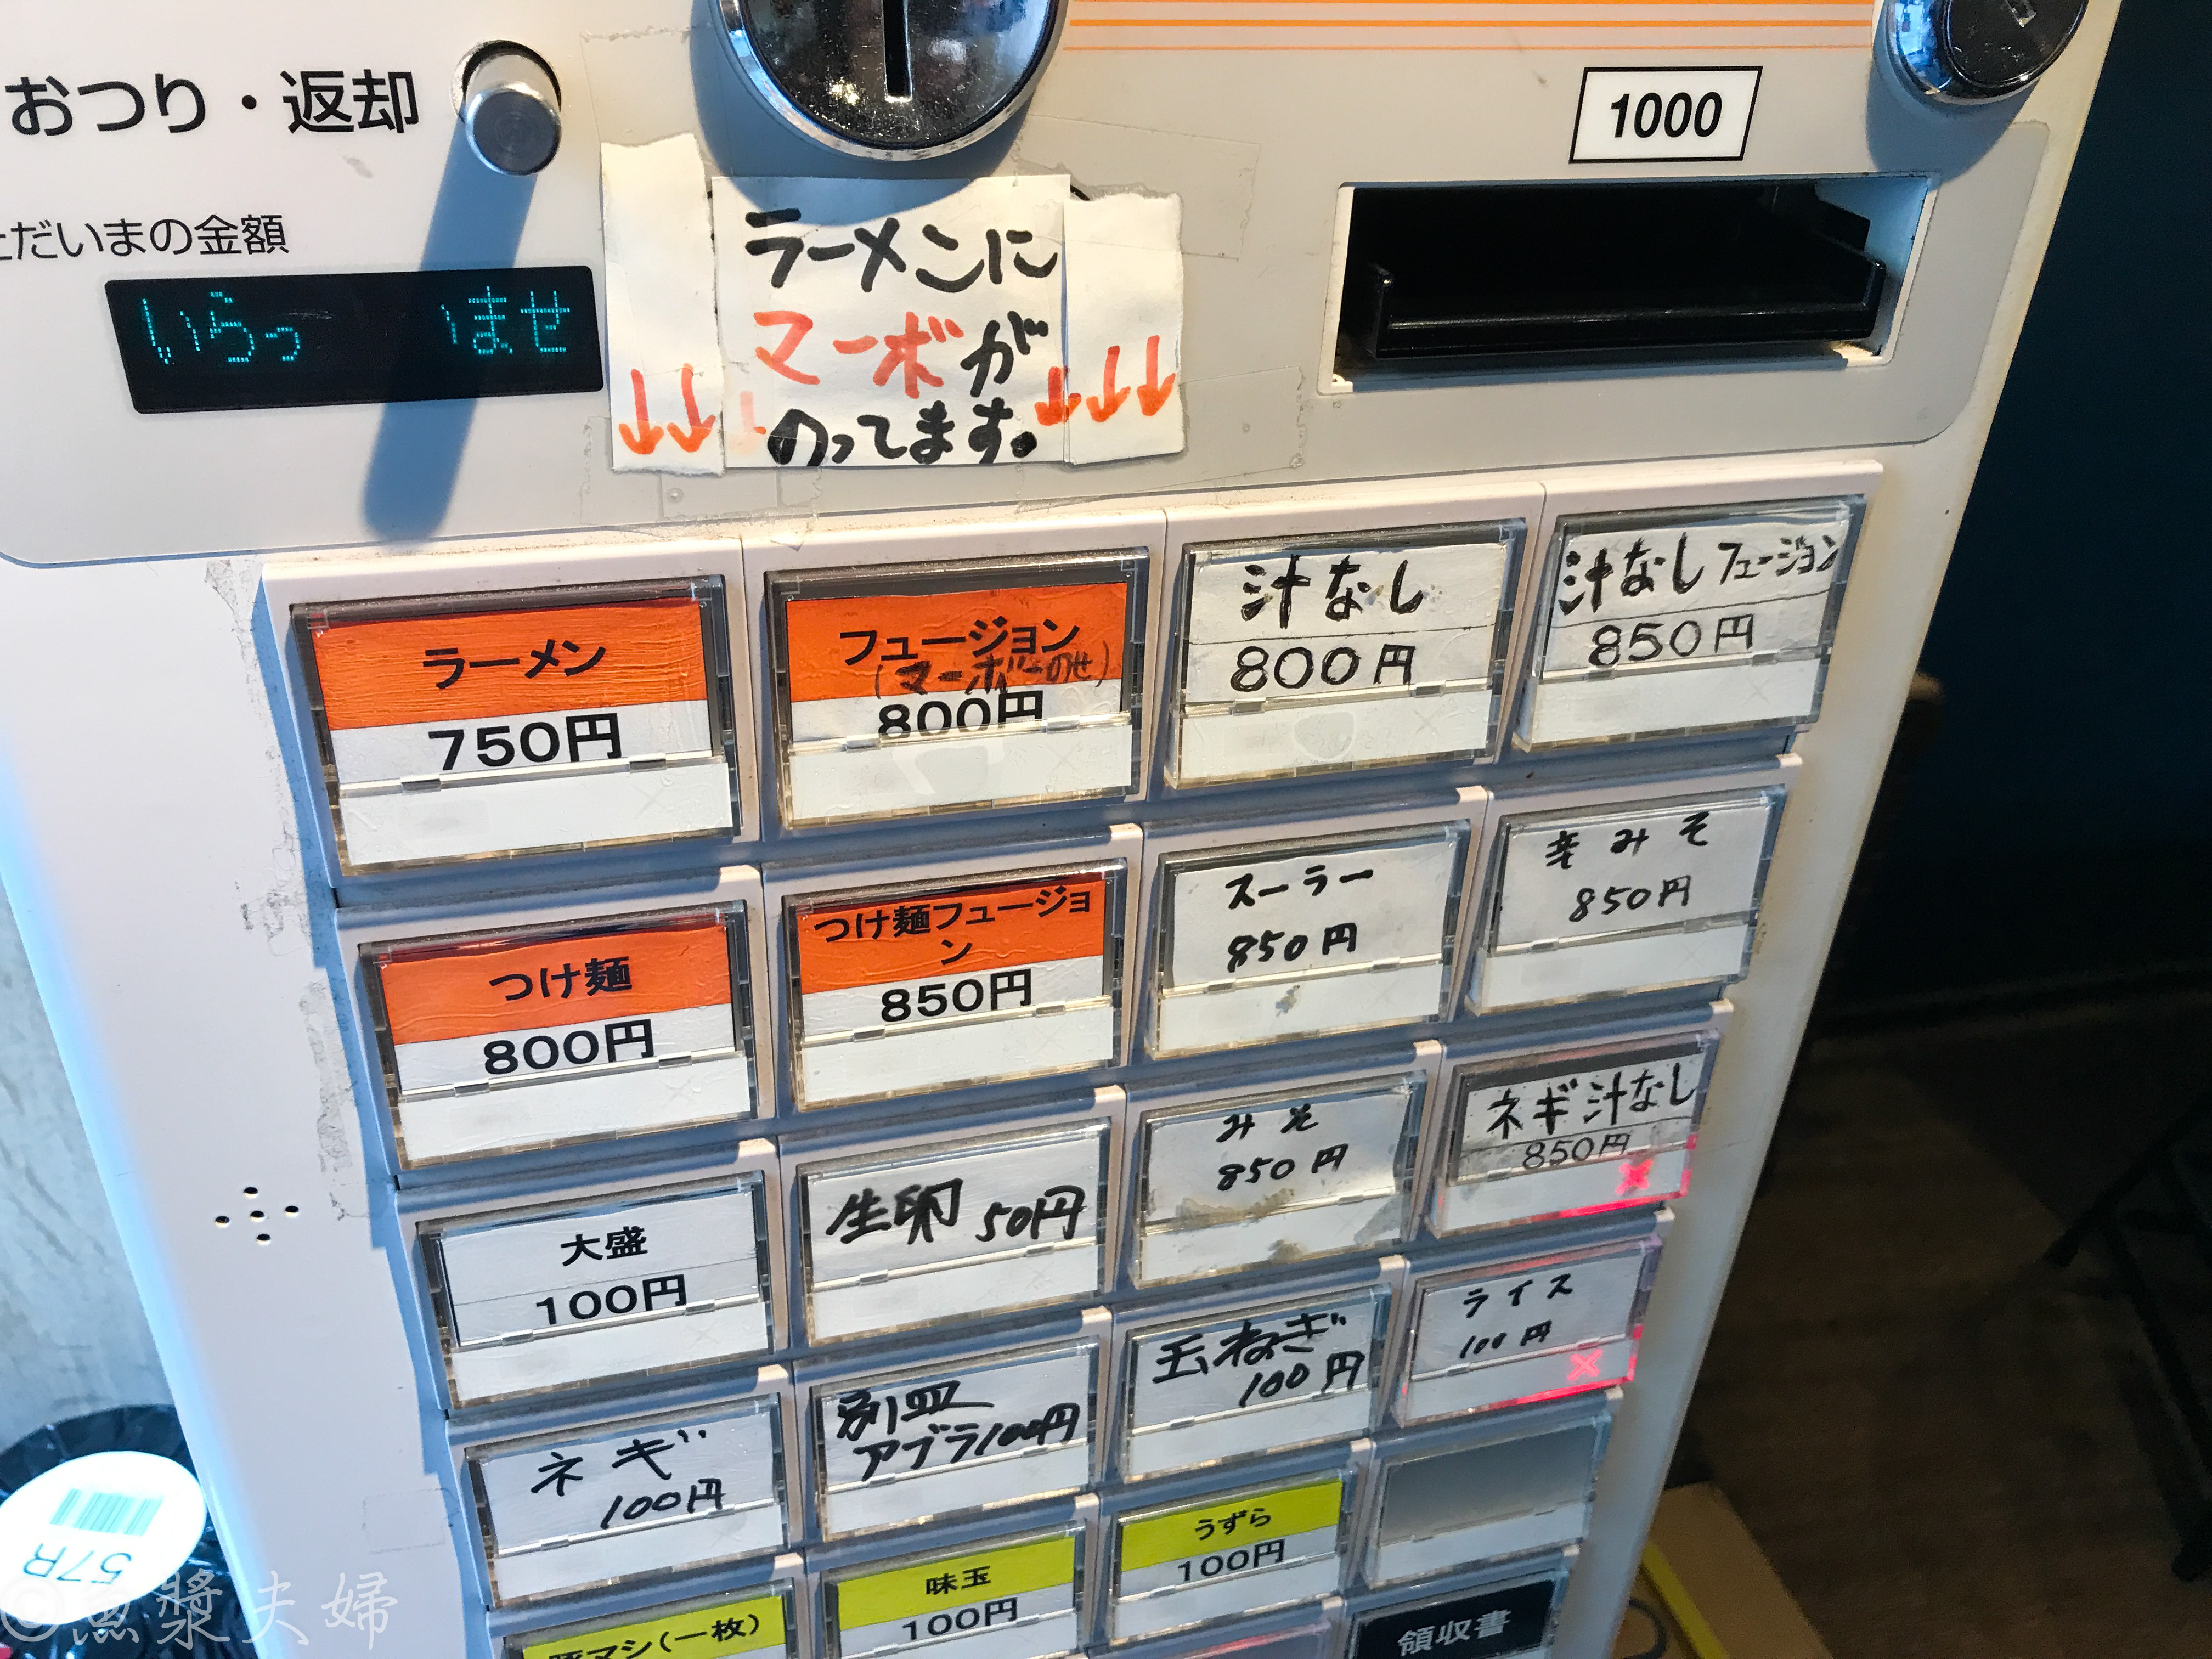 おつり・返却
1000
ただいまの金額
いらっ いませ
ラーメンに
マーボが
のってます。
ラーメン
750円
フュージョン
(マーボーのせ)
800円
汁なし
800円
汁なしフュージョン
850円
つけ麺
800円
つけ麺フュージョ
ン
850円
スーラー
850円
辛みそ
850円
大盛
100円
生卵 50円
みそ
850円
ネギ汁なし
850円
ネギ
100円
別皿
アブラ100円
玉ねぎ
100円
ライス
100円
豚マシ(一枚)
味玉
100円
うずら
100円
領収書
57R
@魚漿夫婦